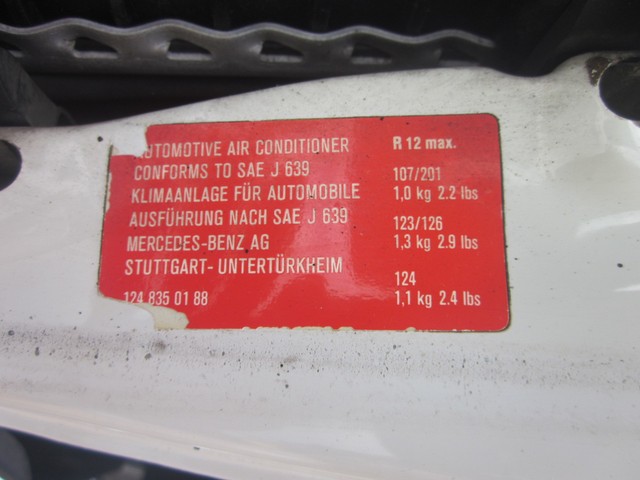 AUTOMOTIVE AIR CONDITIONER
CONFORMS TO SAE J 639
KLIMAANLAGE FÜR AUTOMOBILE
AUSFÜHRUNG NACH SAE J 639
MERCEDES-BENZ AG
STUTTGART- UNTERTÜRKHEIM
124 835 01 88
R 12 max.
107/201
1,0 kg 2.2 lbs
123/126
1,3 kg 2.9 lbs
124
1,1 kg 2.4 lbs